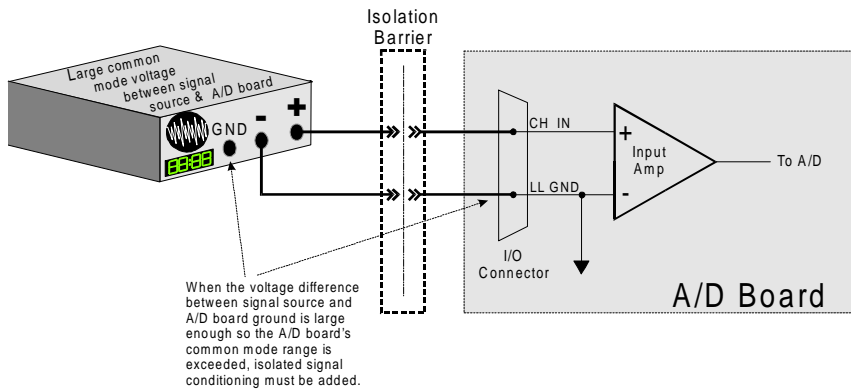 Isolation
Barrier
Large common
mode voltage
between signal
source & A/D board
GND
-
+
88:88
CH IN
LL GND
+
-
Input
Amp
To A/D
I/O
Connector
A/D Board
When the voltage difference
between signal source and
A/D board ground is large
enough so the A/D board's
common mode range is
exceeded, isolated signal
conditioning must be added.